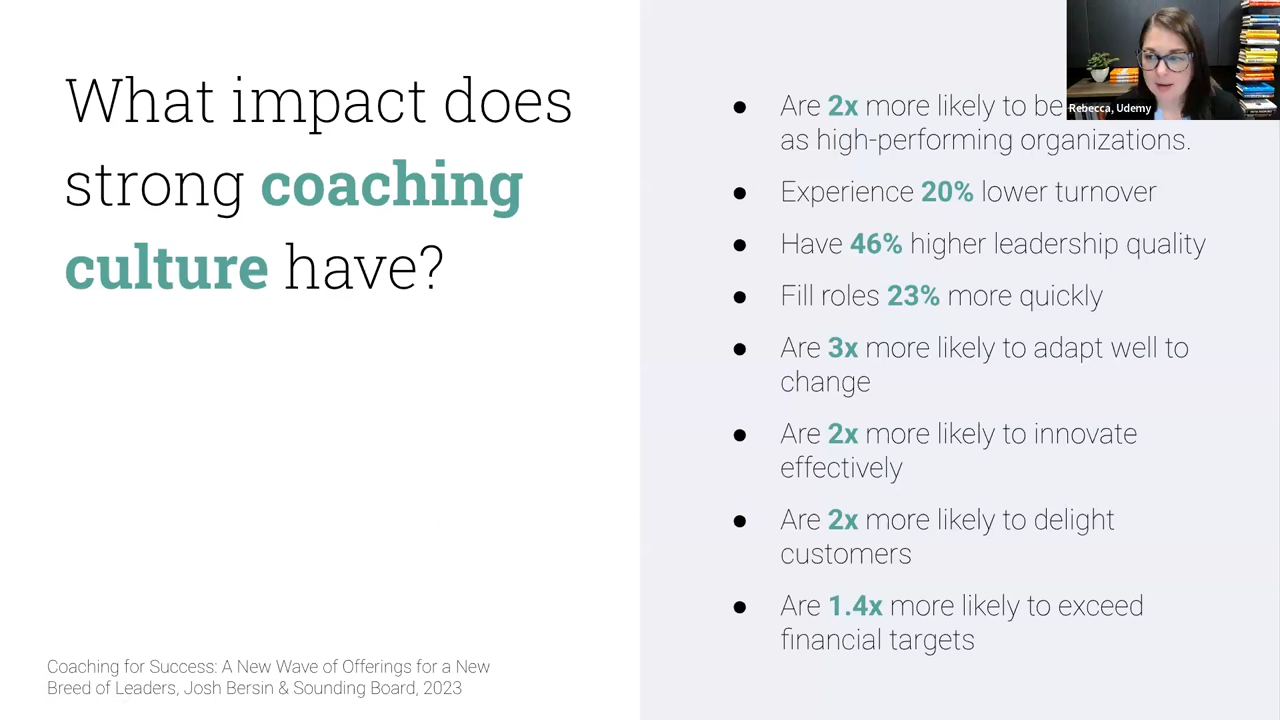 What impact does
strong coaching
culture have?
Are 2x more likely to be
as high-performing organizations.
Experience 20% lower turnover
Have 46% higher leadership quality
Fill roles 23% more quickly
Are 3x more likely to adapt well to
change
Are 2x more likely to innovate
effectively
Are 2x more likely to delight
customers
Are 1.4x more likely to exceed
financial targets
Rebecca, Udemy
Coaching for Success: A New Wave of Offerings for a New
Breed of Leaders, Josh Bersin & Sounding Board, 2023